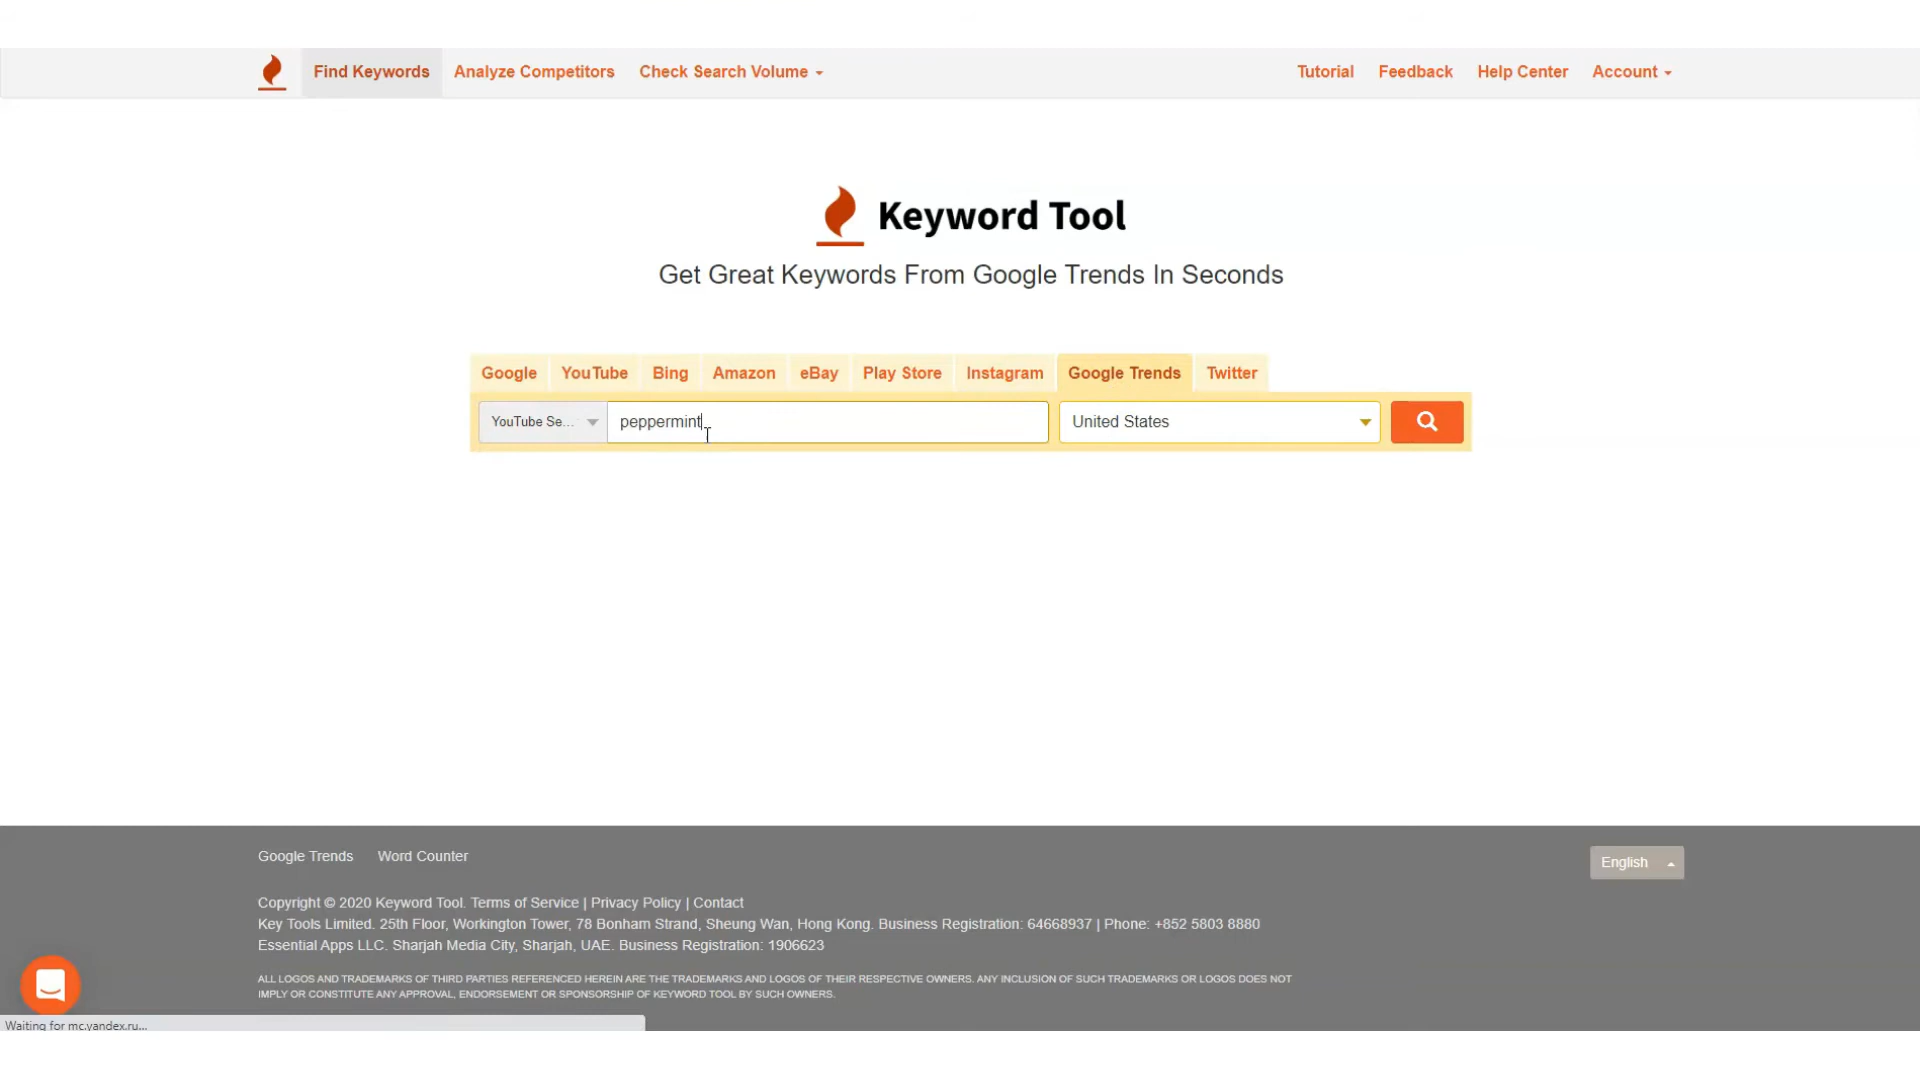 Find Keywords Analyze Competitors Check Search Volume Tutorial Feedback Help Center Account
Keyword Tool
Get Great Keywords From Google Trends In Seconds
Google YouTube Bing Amazon eBay Play Store Instagram Google Trends Twitter
YouTube Se... peppermint United States
Google Trends Word Counter English
Copyright © 2020 Keyword Tool. Terms of Service | Privacy Policy | Contact
Key Tools Limited. 25th Floor, Workington Tower, 78 Bonham Strand, Sheung Wan, Hong Kong. Business Registration: 64668937 | Phone: +852 5803 8880
Essential Apps LLC. Sharjah Media City, Sharjah, UAE. Business Registration: 1906623
ALL LOGOS AND TRADEMARKS OF THIRD PARTIES REFERENCED HEREIN ARE THE TRADEMARKS AND LOGOS OF THEIR RESPECTIVE OWNERS. ANY INCLUSION OF SUCH TRADEMARKS OR LOGOS DOES NOT
IMPLY OR CONSTITUTE ANY APPROVAL, ENDORSEMENT OR SPONSORSHIP OF KEYWORD TOOL BY SUCH OWNERS.
Waiting for mc.yandex.ru...